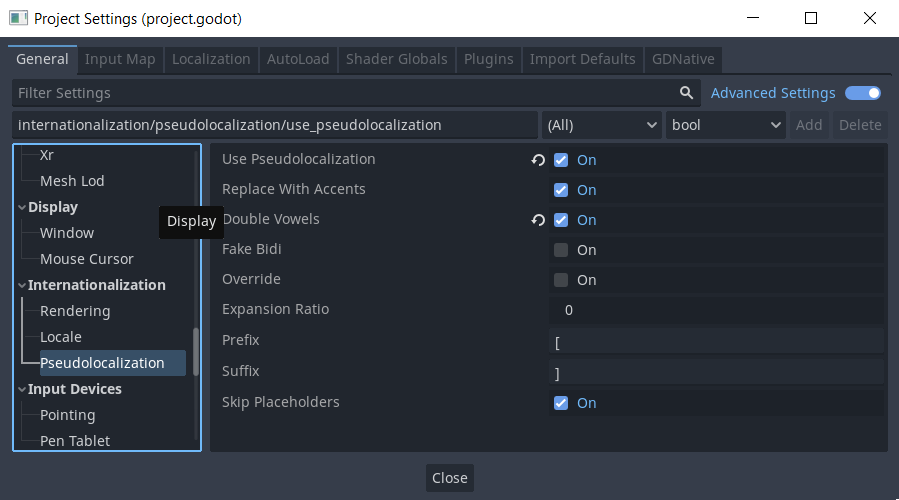 Project Settings (project.godot)
General Input Map Localization AutoLoad Shader Globals Plugins Import Defaults GDNative
Filter Settings Advanced Settings
internationalization/pseudolocalization/use_pseudolocalization (All) bool Add Delete
Xr
Mesh Lod
Display
Window
Mouse Cursor
Internationalization
Rendering
Locale
Pseudolocalization
Input Devices
Pointing
Pen Tablet
Display
Use Pseudolocalization On
Replace With Accents On
Double Vowels On
Fake Bidi On
Override On
Expansion Ratio 0
Prefix [
Suffix ]
Skip Placeholders On
Close